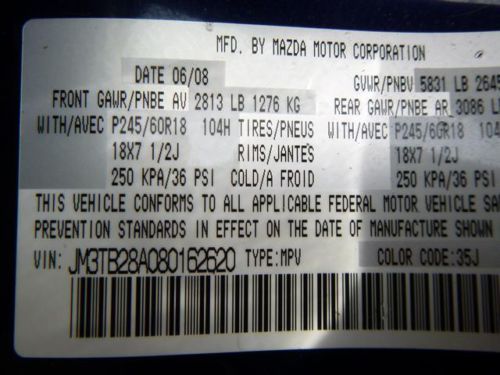 MFD. BY MAZDA MOTOR CORPORATION
DATE 06/08 GVWR/PNBV 5831 LB 2645
FRONT GAWR/PNBE AV 2813 LB 1276 KG REAR GAWR/PNBE AR 3086 L
WITH/AVEC P245/60R18 104H TIRES/PNEUS WITH/AVEC P245/60R18 104
18X7 1/2J RIMS/JANTES 18X7 1/2J
250 KPA/36 PSI COLD/A FROID 250 KPA/36 PSI
THIS VEHICLE CONFORMS TO ALL APPLICABLE FEDERAL MOTOR VEHICLE SA
PREVENTION STANDARDS IN EFFECT ON THE DATE OF MANUFACTURE SHOWN
VIN: JM3TB28A080162620 TYPE:MPV COLOR CODE:35J